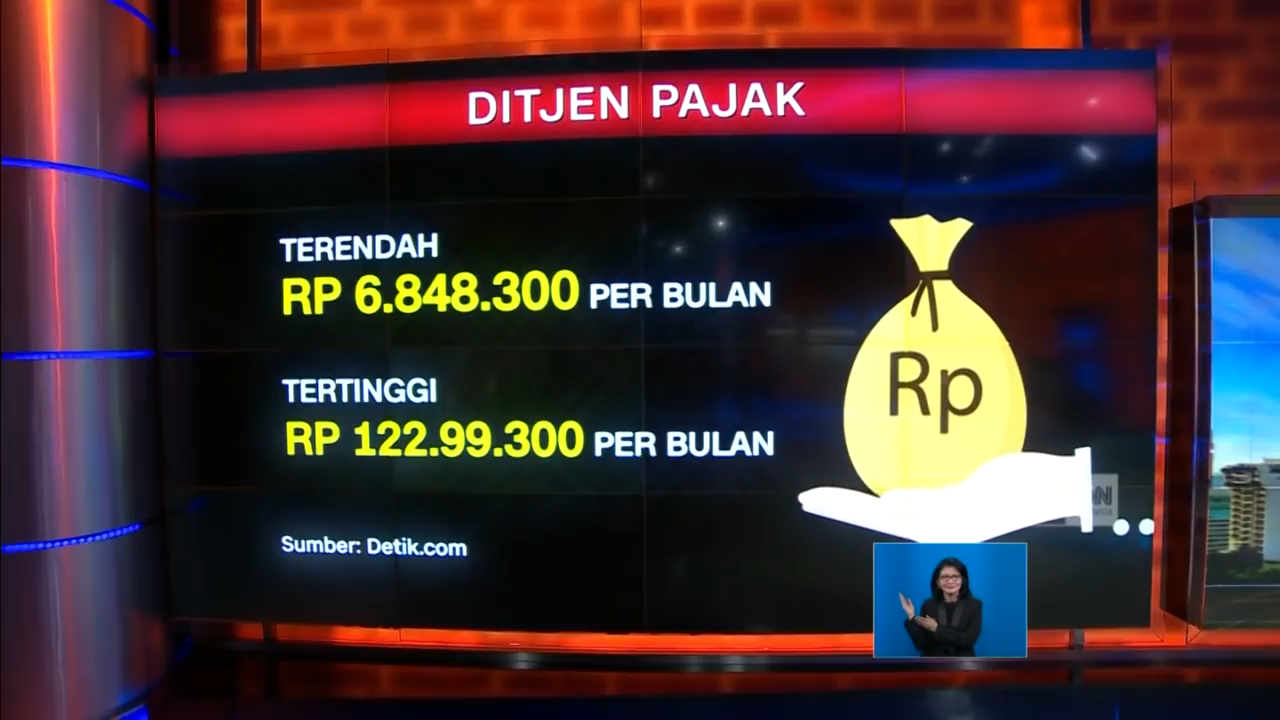 DITJEN PAJAK
TERENDAH
RP 6.848.300 PER BULAN
TERTINGGI
RP 122.99.300 PER BULAN
Rp
Sumber: Detik.com